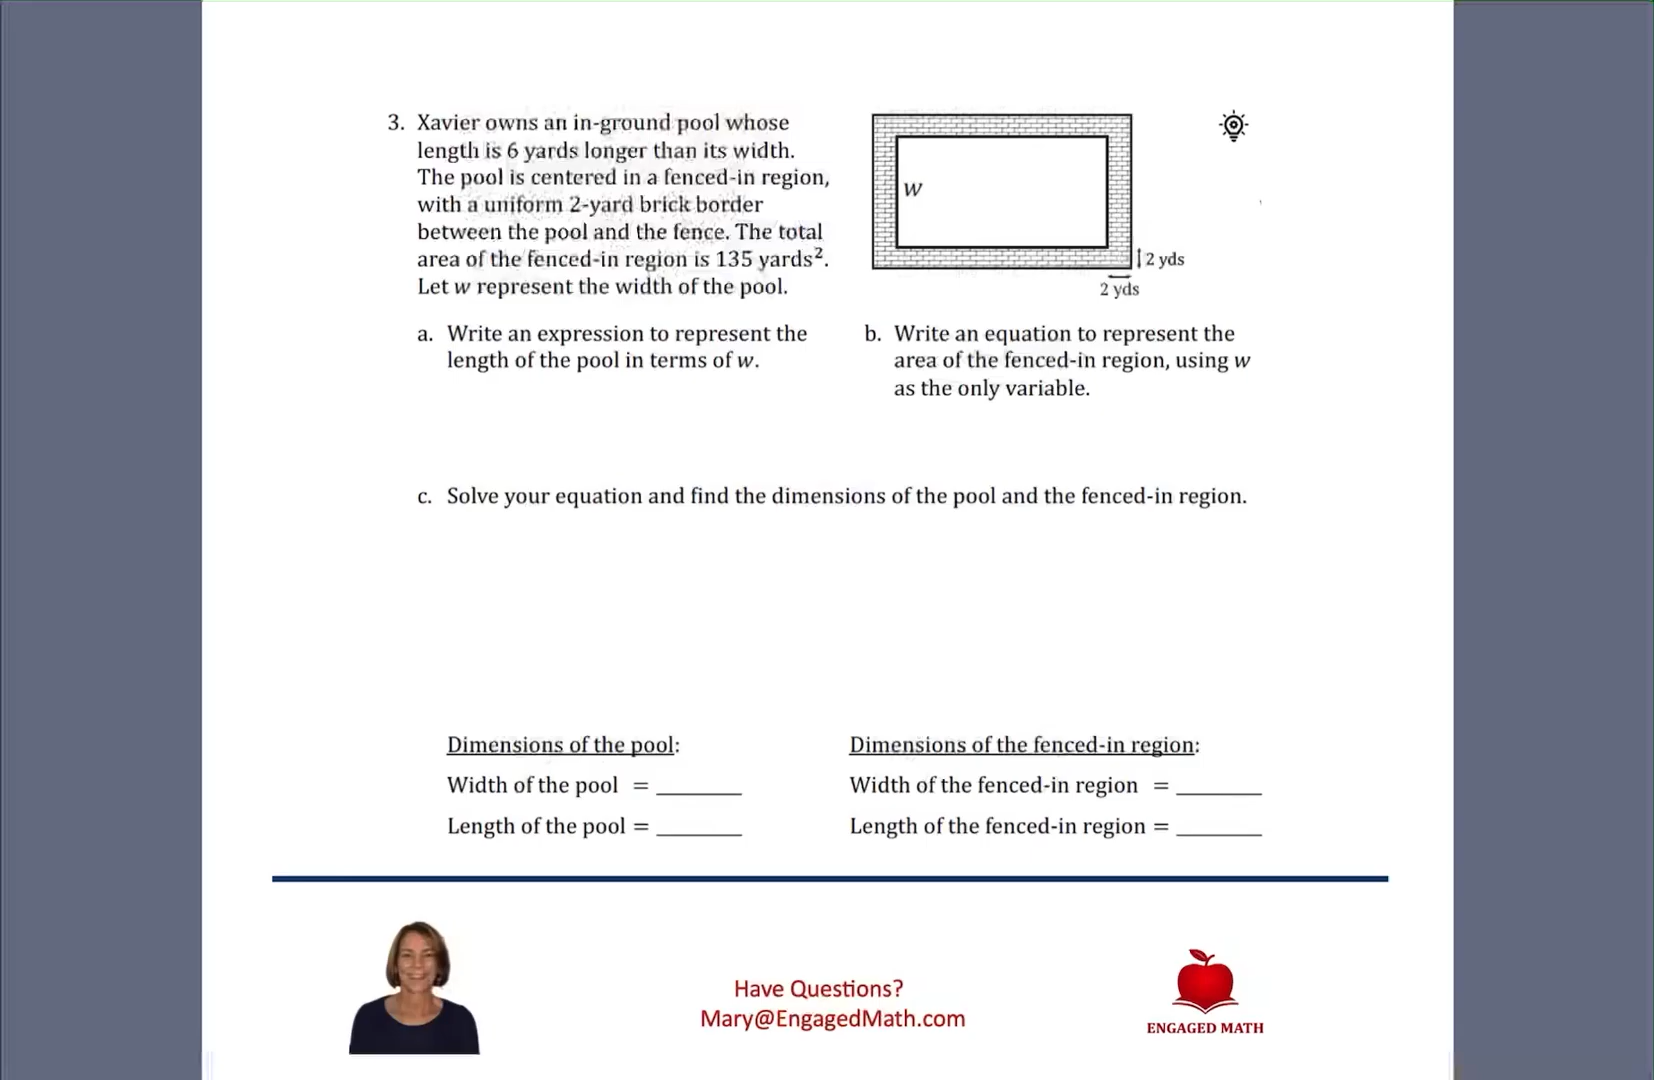 3. Xavier owns an in-ground pool whose
length is 6 yards longer than its width.
The pool is centered in a fenced-in region,
with a uniform 2-yard brick border
between the pool and the fence. The total
area of the fenced-in region is 135 yards².
Let w represent the width of the pool.
w
2 yds
2 yds
a. Write an expression to represent the
length of the pool in terms of w.
b. Write an equation to represent the
area of the fenced-in region, using w
as the only variable.
c. Solve your equation and find the dimensions of the pool and the fenced-in region.
Dimensions of the pool:
Width of the pool = ________
Length of the pool = ________
Dimensions of the fenced-in region:
Width of the fenced-in region = ________
Length of the fenced-in region = ________
Have Questions?
Mary@EngagedMath.com
ENGAGED MATH